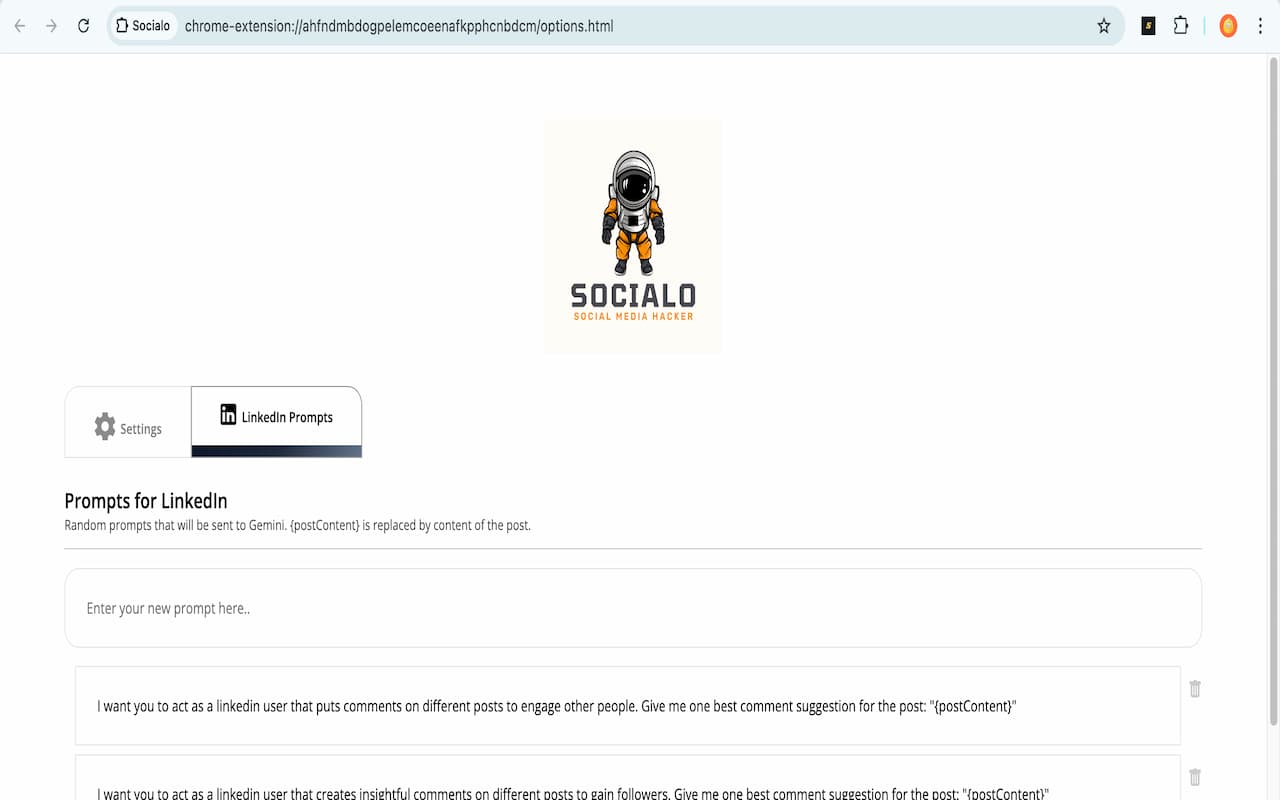 Socialo
chrome-extension://ahfndmbdogpelemcoeenafkpphcnbdcm/options.html
SOCIALO
SOCIAL MEDIA HACKER
Settings
LinkedIn Prompts
Prompts for LinkedIn
Random prompts that will be sent to Gemini. {postContent} is replaced by content of the post.
Enter your new prompt here..
I want you to act as a linkedin user that puts comments on different posts to engage other people. Give me one best comment suggestion for the post: "{postContent}"
I want you to act as a linkedin user that creates insightful comments on different posts to gain followers. Give me one best comment suggestion for the post: "{postContent}"